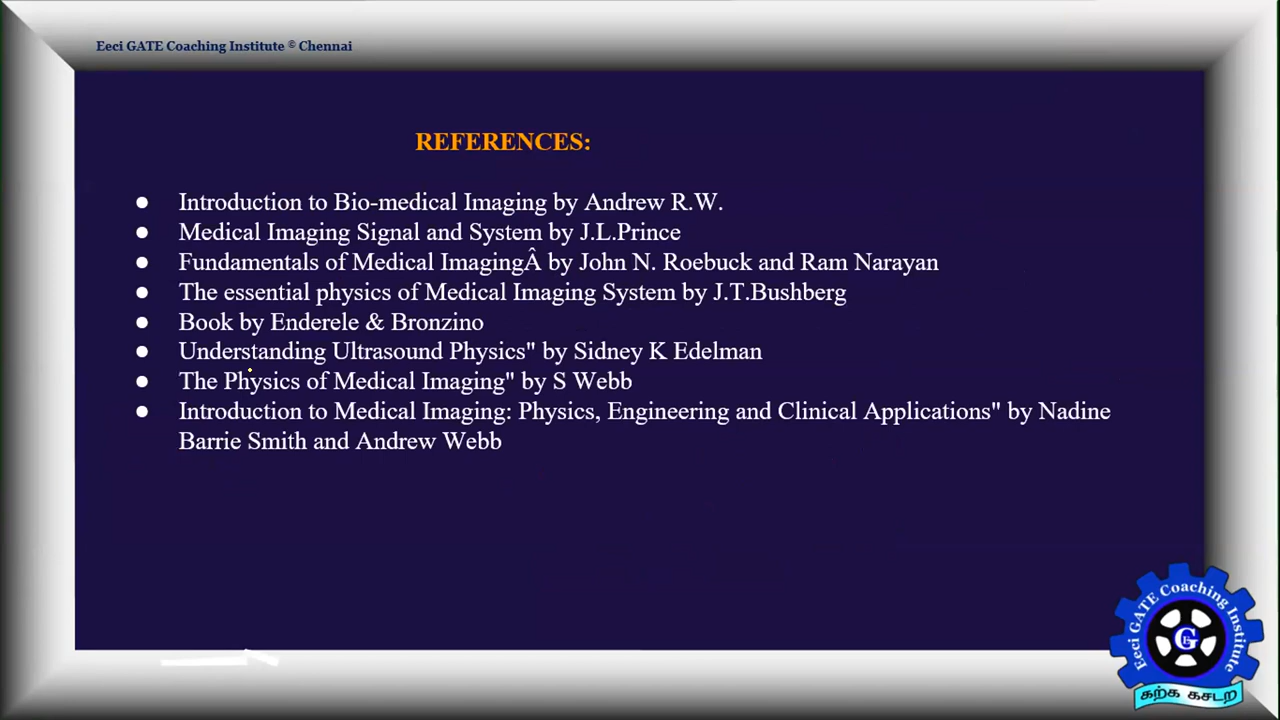 Eeci GATE Coaching Institute © Chennai
REFERENCES:
● Introduction to Bio-medical Imaging by Andrew R.W.
● Medical Imaging Signal and System by J.L.Prince
● Fundamentals of Medical ImagingÂ by John N. Roebuck and Ram Narayan
● The essential physics of Medical Imaging System by J.T.Bushberg
● Book by Enderele & Bronzino
● Understanding Ultrasound Physics" by Sidney K Edelman
● The Physics of Medical Imaging" by S Webb
● Introduction to Medical Imaging: Physics, Engineering and Clinical Applications" by Nadine
Barrie Smith and Andrew Webb
Eeci GATE Coaching Institute
கற்க கசடற